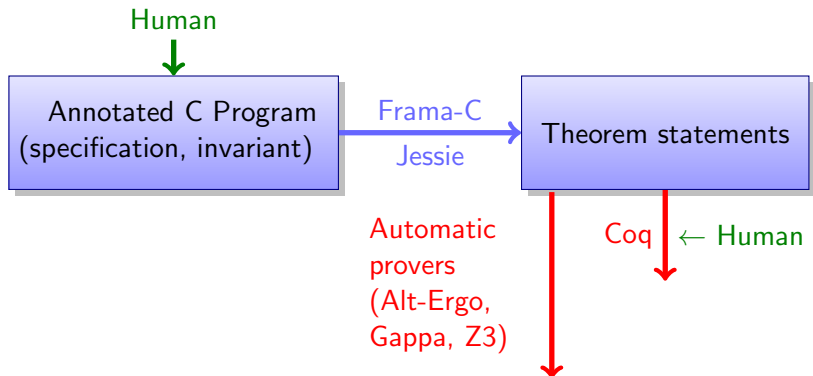 Human
Annotated C Program
(specification, invariant)
Frama-C
Jessie
Theorem statements
Automatic
provers
(Alt-Ergo,
Gappa, Z3)
Coq
← Human